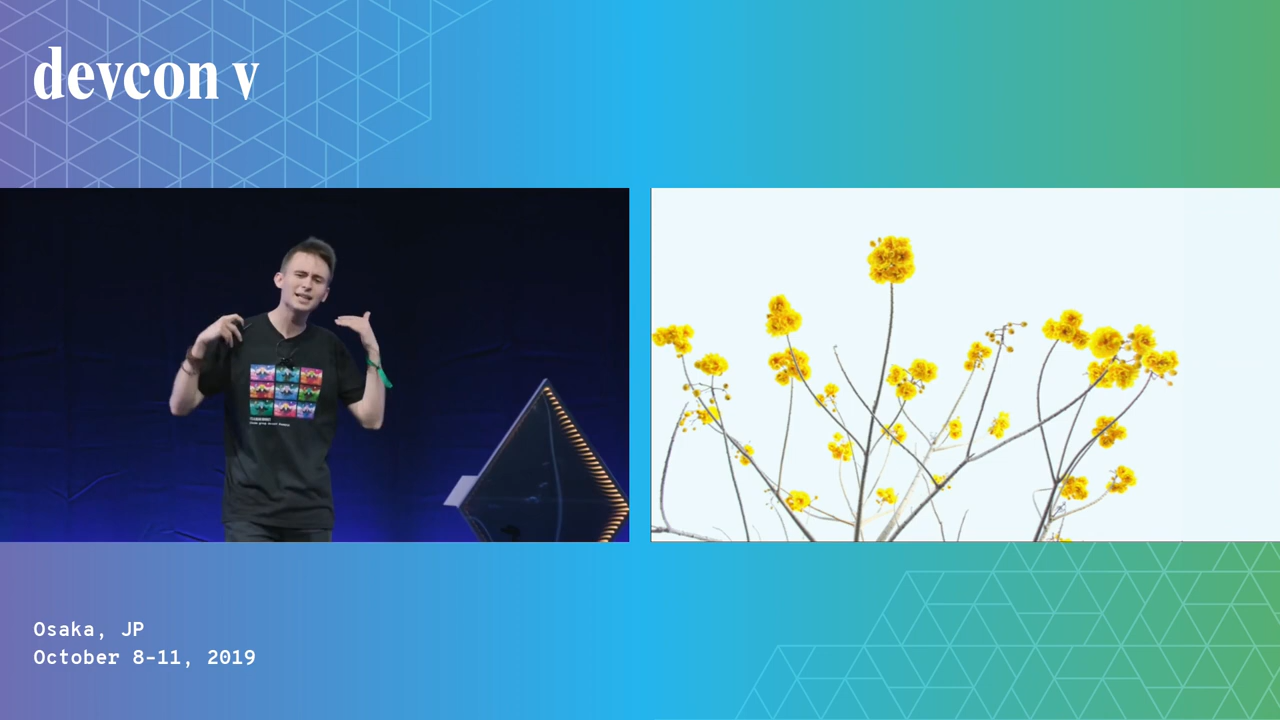 devcon v
Osaka, JP
October 8-11, 2019